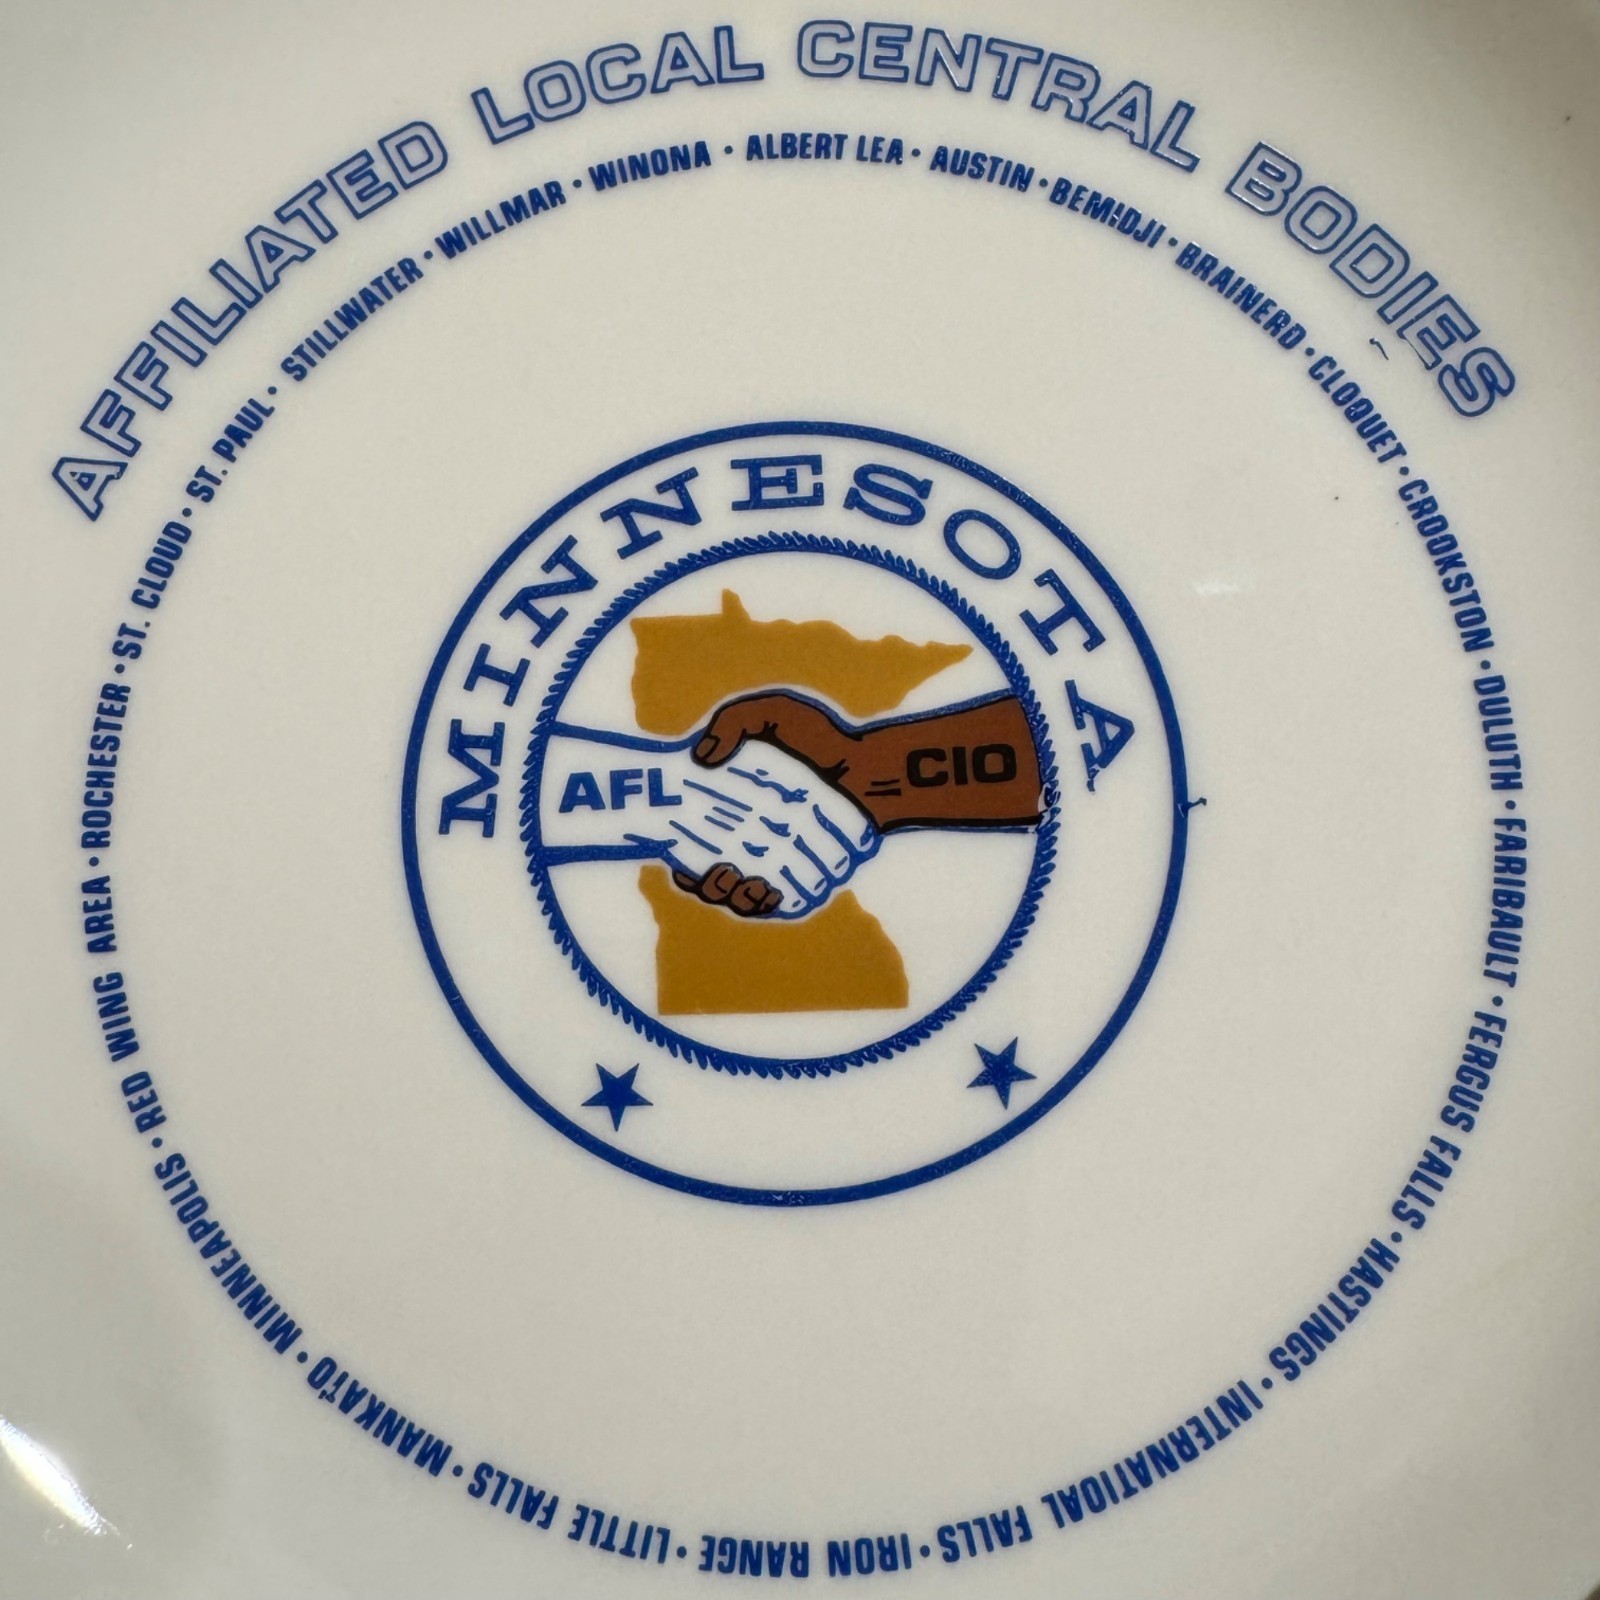 AFFILIATED LOCAL CENTRAL BODIES
ALBERT LEA • AUSTIN • BEMIDJI • BRAINERD • CLOQUET • CROOKSTON • DULUTH • FARIBAULT • FERGUS FALLS • HASTINGS • INTERNATIOAL FALLS • IRON RANGE • LITTLE FALLS • MANKATO • MINNEAPOLIS • RED WING AREA • ROCHESTER • ST. CLOUD • ST. PAUL • STILLWATER • WILLMAR • WINONA •
MINNESOTA
AFL
CIO